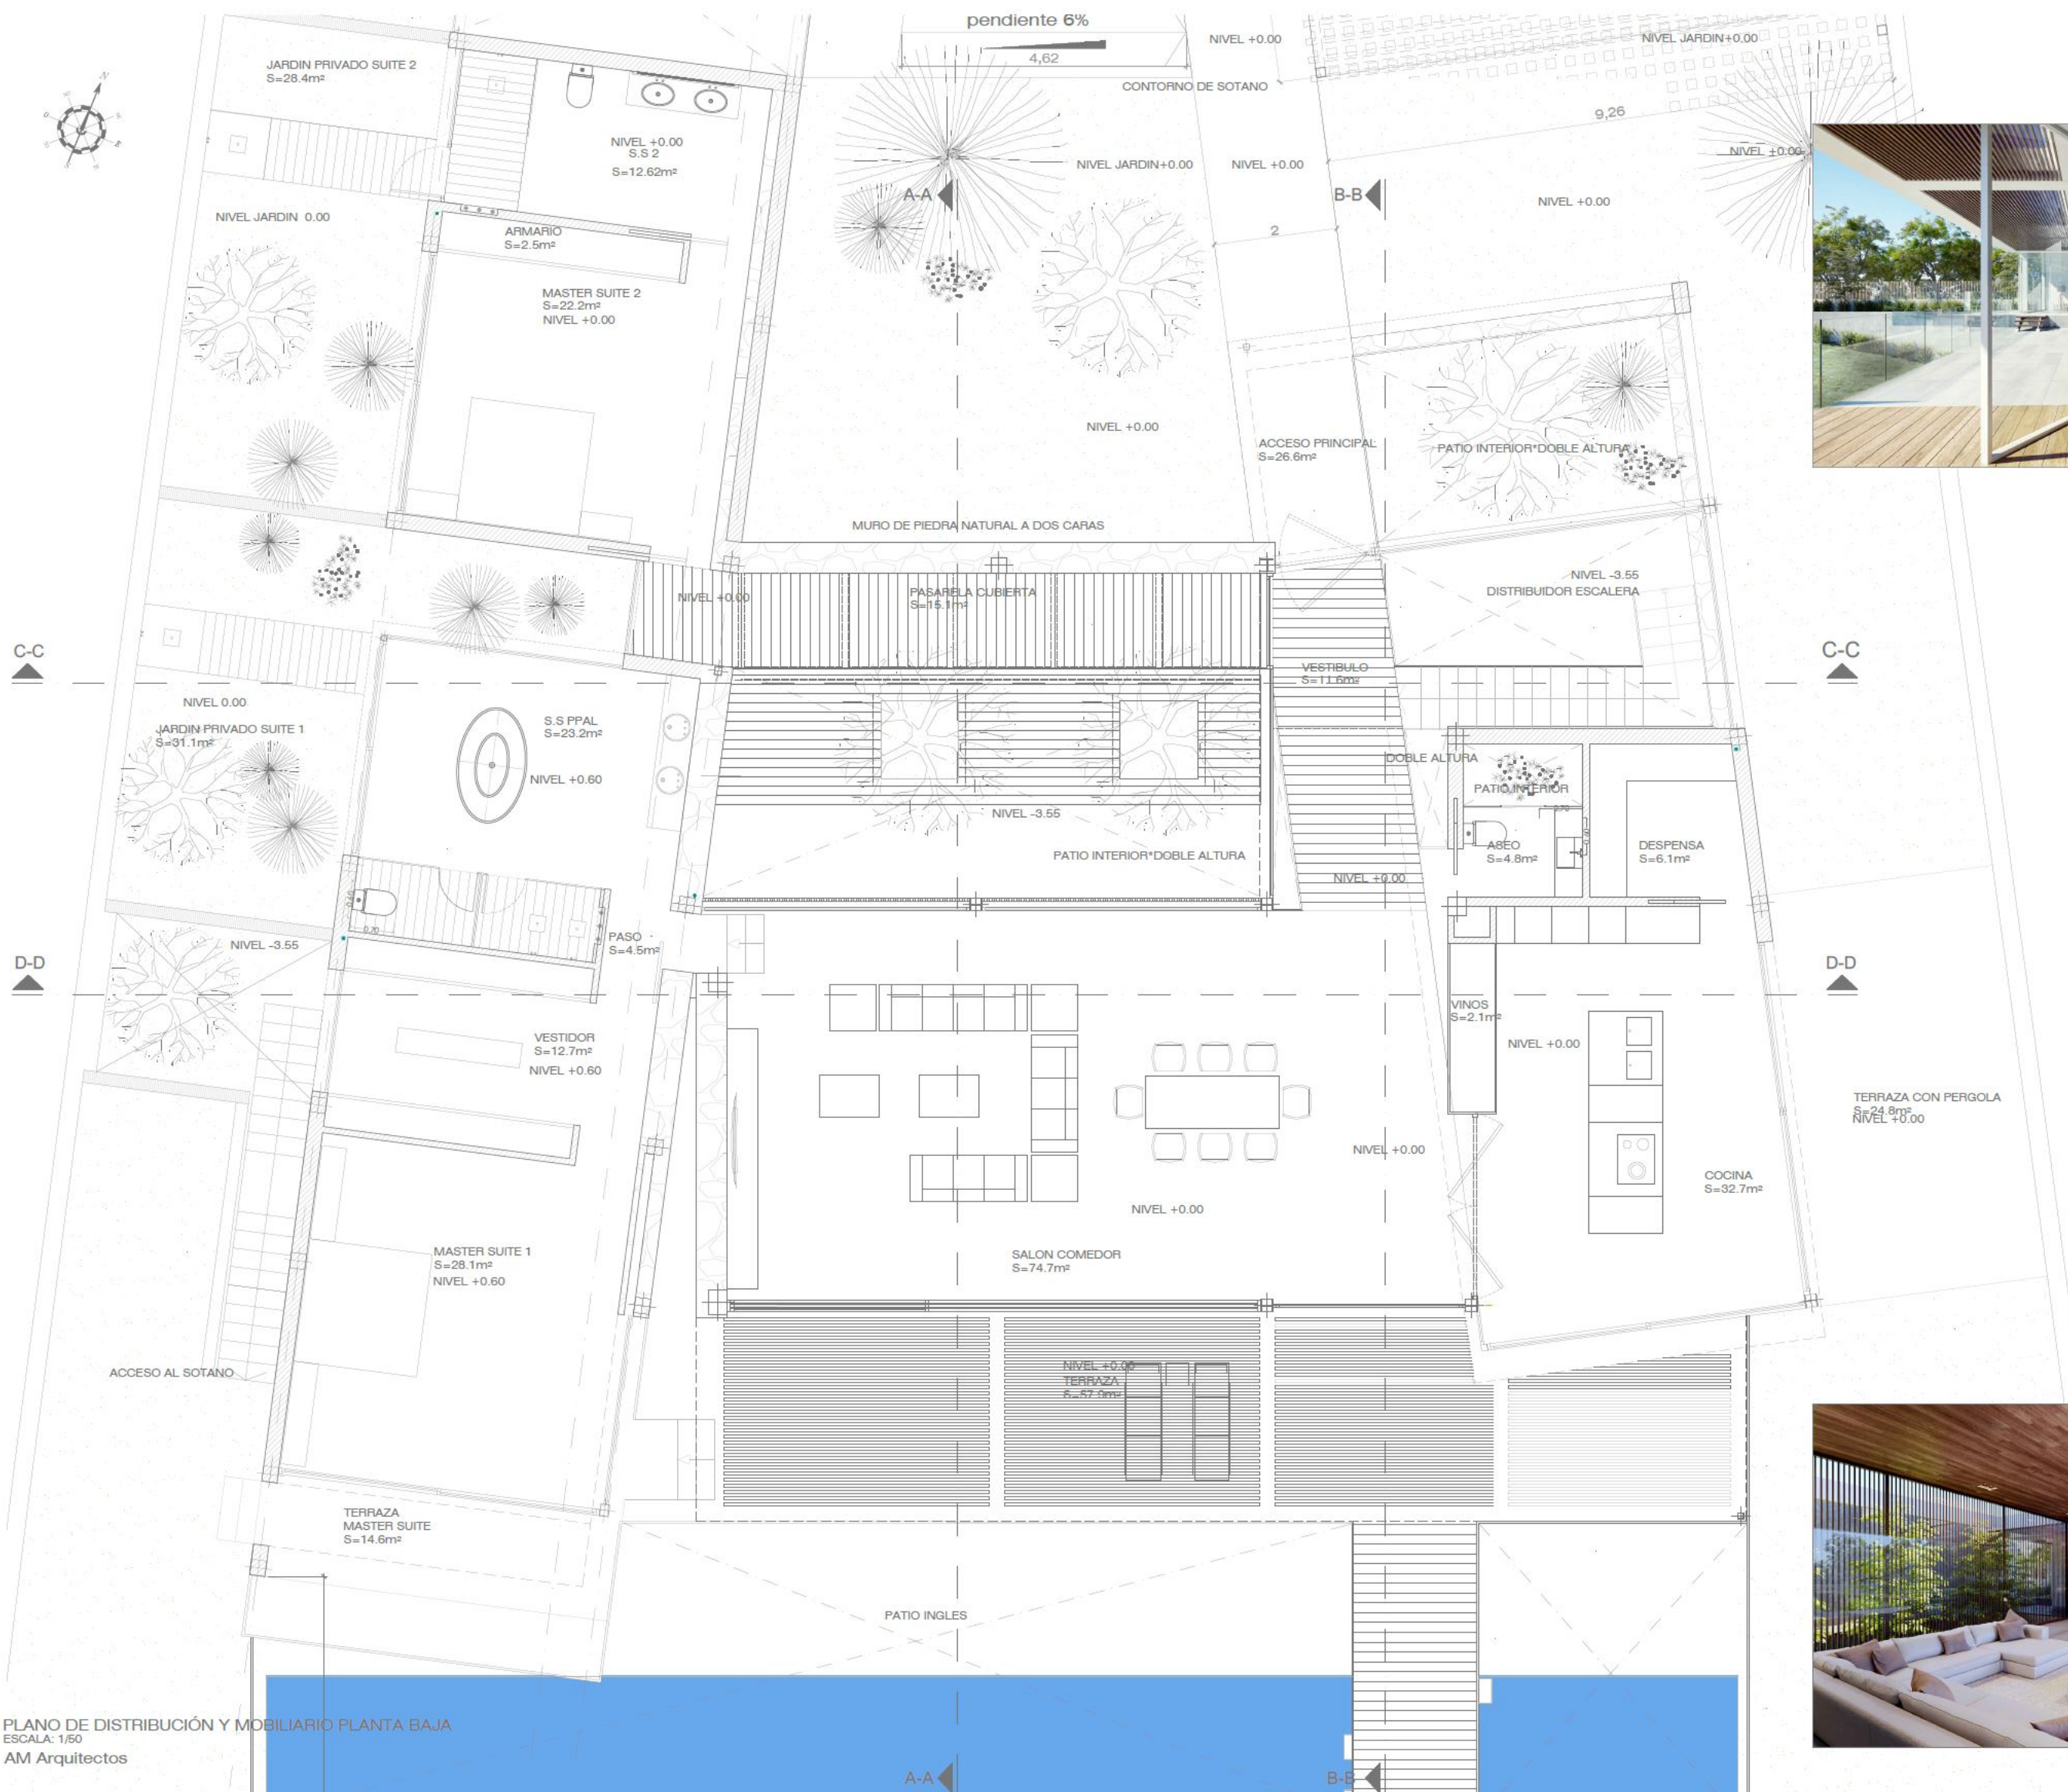 pendiente 6%
4,62
NIVEL +0.00
NIVEL JARDIN+0.00
JARDIN PRIVADO SUITE 2
S=28.4m²
CONTORNO DE SOTANO
9,26
N
NIVEL +0.00
S.S 2
S=12.62m²
NIVEL JARDIN+0.00
NIVEL +0.00
NIVEL +0.00
A-A
B-B
NIVEL +0.00
NIVEL JARDIN 0.00
ARMARIO
S=2.5m²
2
MASTER SUITE 2
S=22.2m²
NIVEL +0.00
NIVEL +0.00
ACCESO PRINCIPAL
S=26.6m²
PATIO INTERIOR*DOBLE ALTURA
MURO DE PIEDRA NATURAL A DOS CARAS
NIVEL +0.00
PASARELA CUBIERTA
S=15.1m²
NIVEL -3.55
DISTRIBUIDOR ESCALERA
C-C
C-C
VESTIBULO
S=11.6m²
NIVEL 0.00
JARDIN PRIVADO SUITE 1
S=31.1m²
S.S PPAL
S=23.2m²
NIVEL +0.60
DOBLE ALTURA
PATIO INTERIOR
NIVEL -3.55
PATIO INTERIOR*DOBLE ALTURA
ASEO
S=4.8m²
DESPENSA
S=6.1m²
NIVEL +0.00
0.70
PASO
S=4.5m²
NIVEL -3.55
D-D
D-D
VINOS
S=2.1m²
NIVEL +0.00
VESTIDOR
S=12.7m²
NIVEL +0.60
TERRAZA CON PERGOLA
S=24.8m²
NIVEL +0.00
NIVEL +0.00
COCINA
S=32.7m²
NIVEL +0.00
MASTER SUITE 1
S=28.1m²
NIVEL +0.60
SALON COMEDOR
S=74.7m²
ACCESO AL SOTANO
NIVEL +0.00
TERRAZA
S=57.9m²
TERRAZA
MASTER SUITE
S=14.6m²
PATIO INGLES
PLANO DE DISTRIBUCIÓN Y MOBILIARIO PLANTA BAJA
ESCALA: 1/50
AM Arquitectos
A-A
B-B